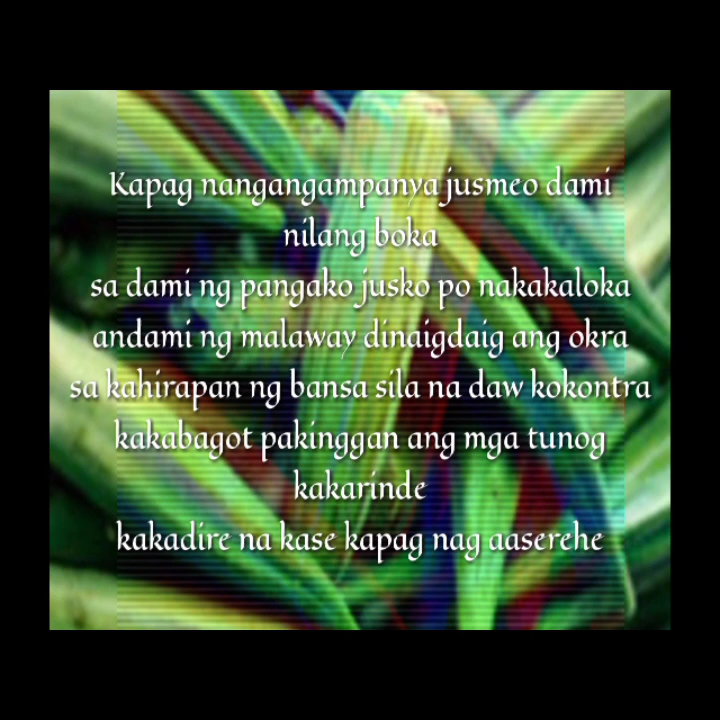 Kapag nangangampanya jusmeo dami
nilang boka
sa dami ng pangako jusko po nakakaloka
andami ng malaway dinaigdaig ang okra
sa kahirapan ng bansa sila na daw kokontra
kakabagot pakinggan ang mga tunog
kakarinde
kakadire na kase kapag nag aaserehe